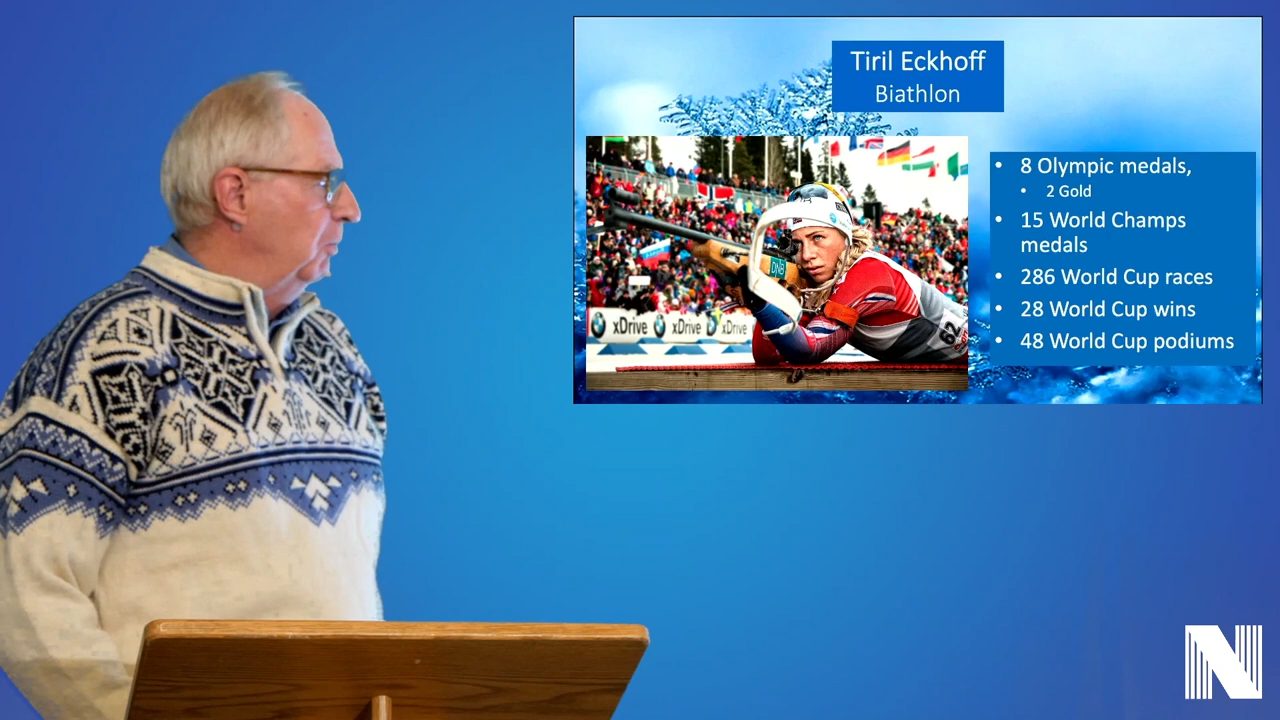 Tiril Eckhoff
Biathlon
• 8 Olympic medals,
• 2 Gold
• 15 World Champs
medals
• 286 World Cup races
• 28 World Cup wins
• 48 World Cup podiums
DNB
xDrive xDrive xDrive
62
N